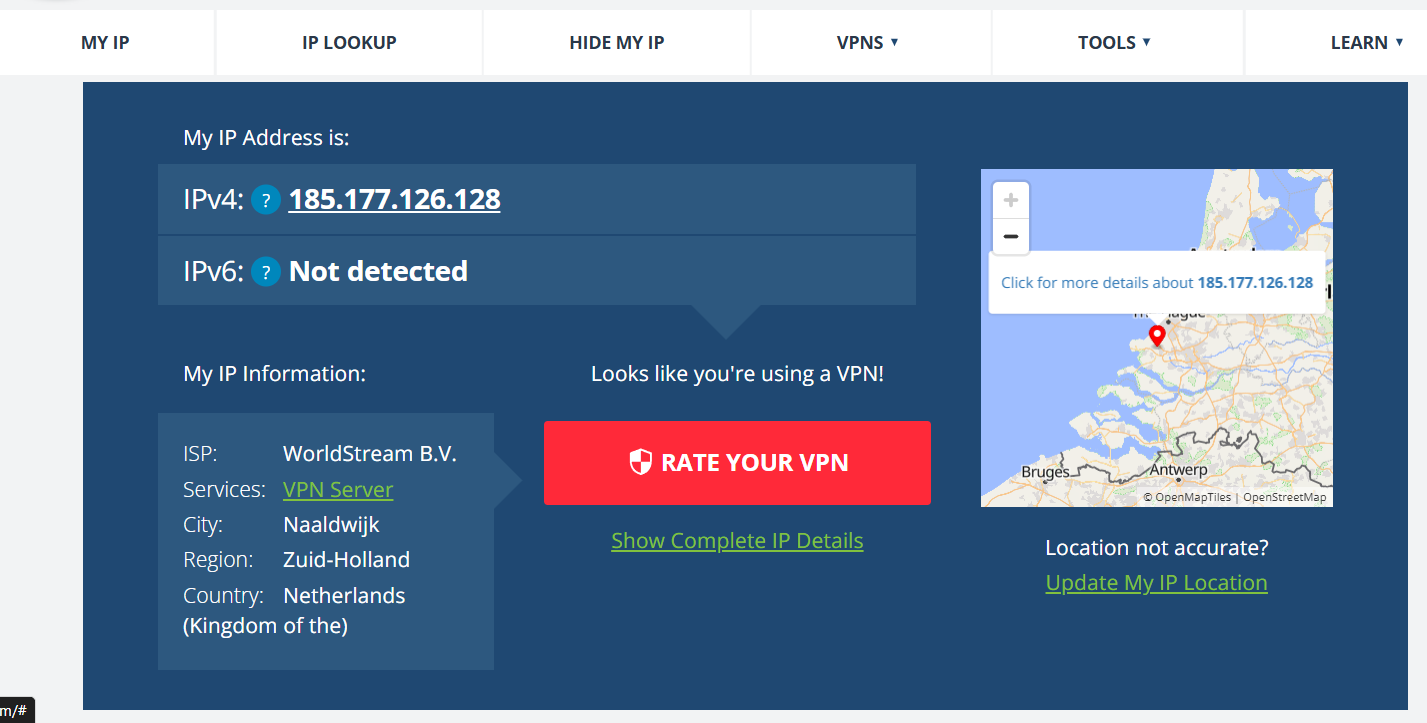 MY IP
IP LOOKUP
HIDE MY IP
VPNS ▼
TOOLS ▼
LEARN ▼
My IP Address is:
IPv4: ? 185.177.126.128
IPv6: ? Not detected
My IP Information:
ISP: WorldStream B.V.
Services: VPN Server
City: Naaldwijk
Region: Zuid-Holland
Country: Netherlands
(Kingdom of the)
Looks like you're using a VPN!
RATE YOUR VPN
Show Complete IP Details
+
−
Click for more details about 185.177.126.128
Bruges
Antwerp
© OpenMapTiles | OpenStreetMap
Location not accurate?
Update My IP Location
m/#